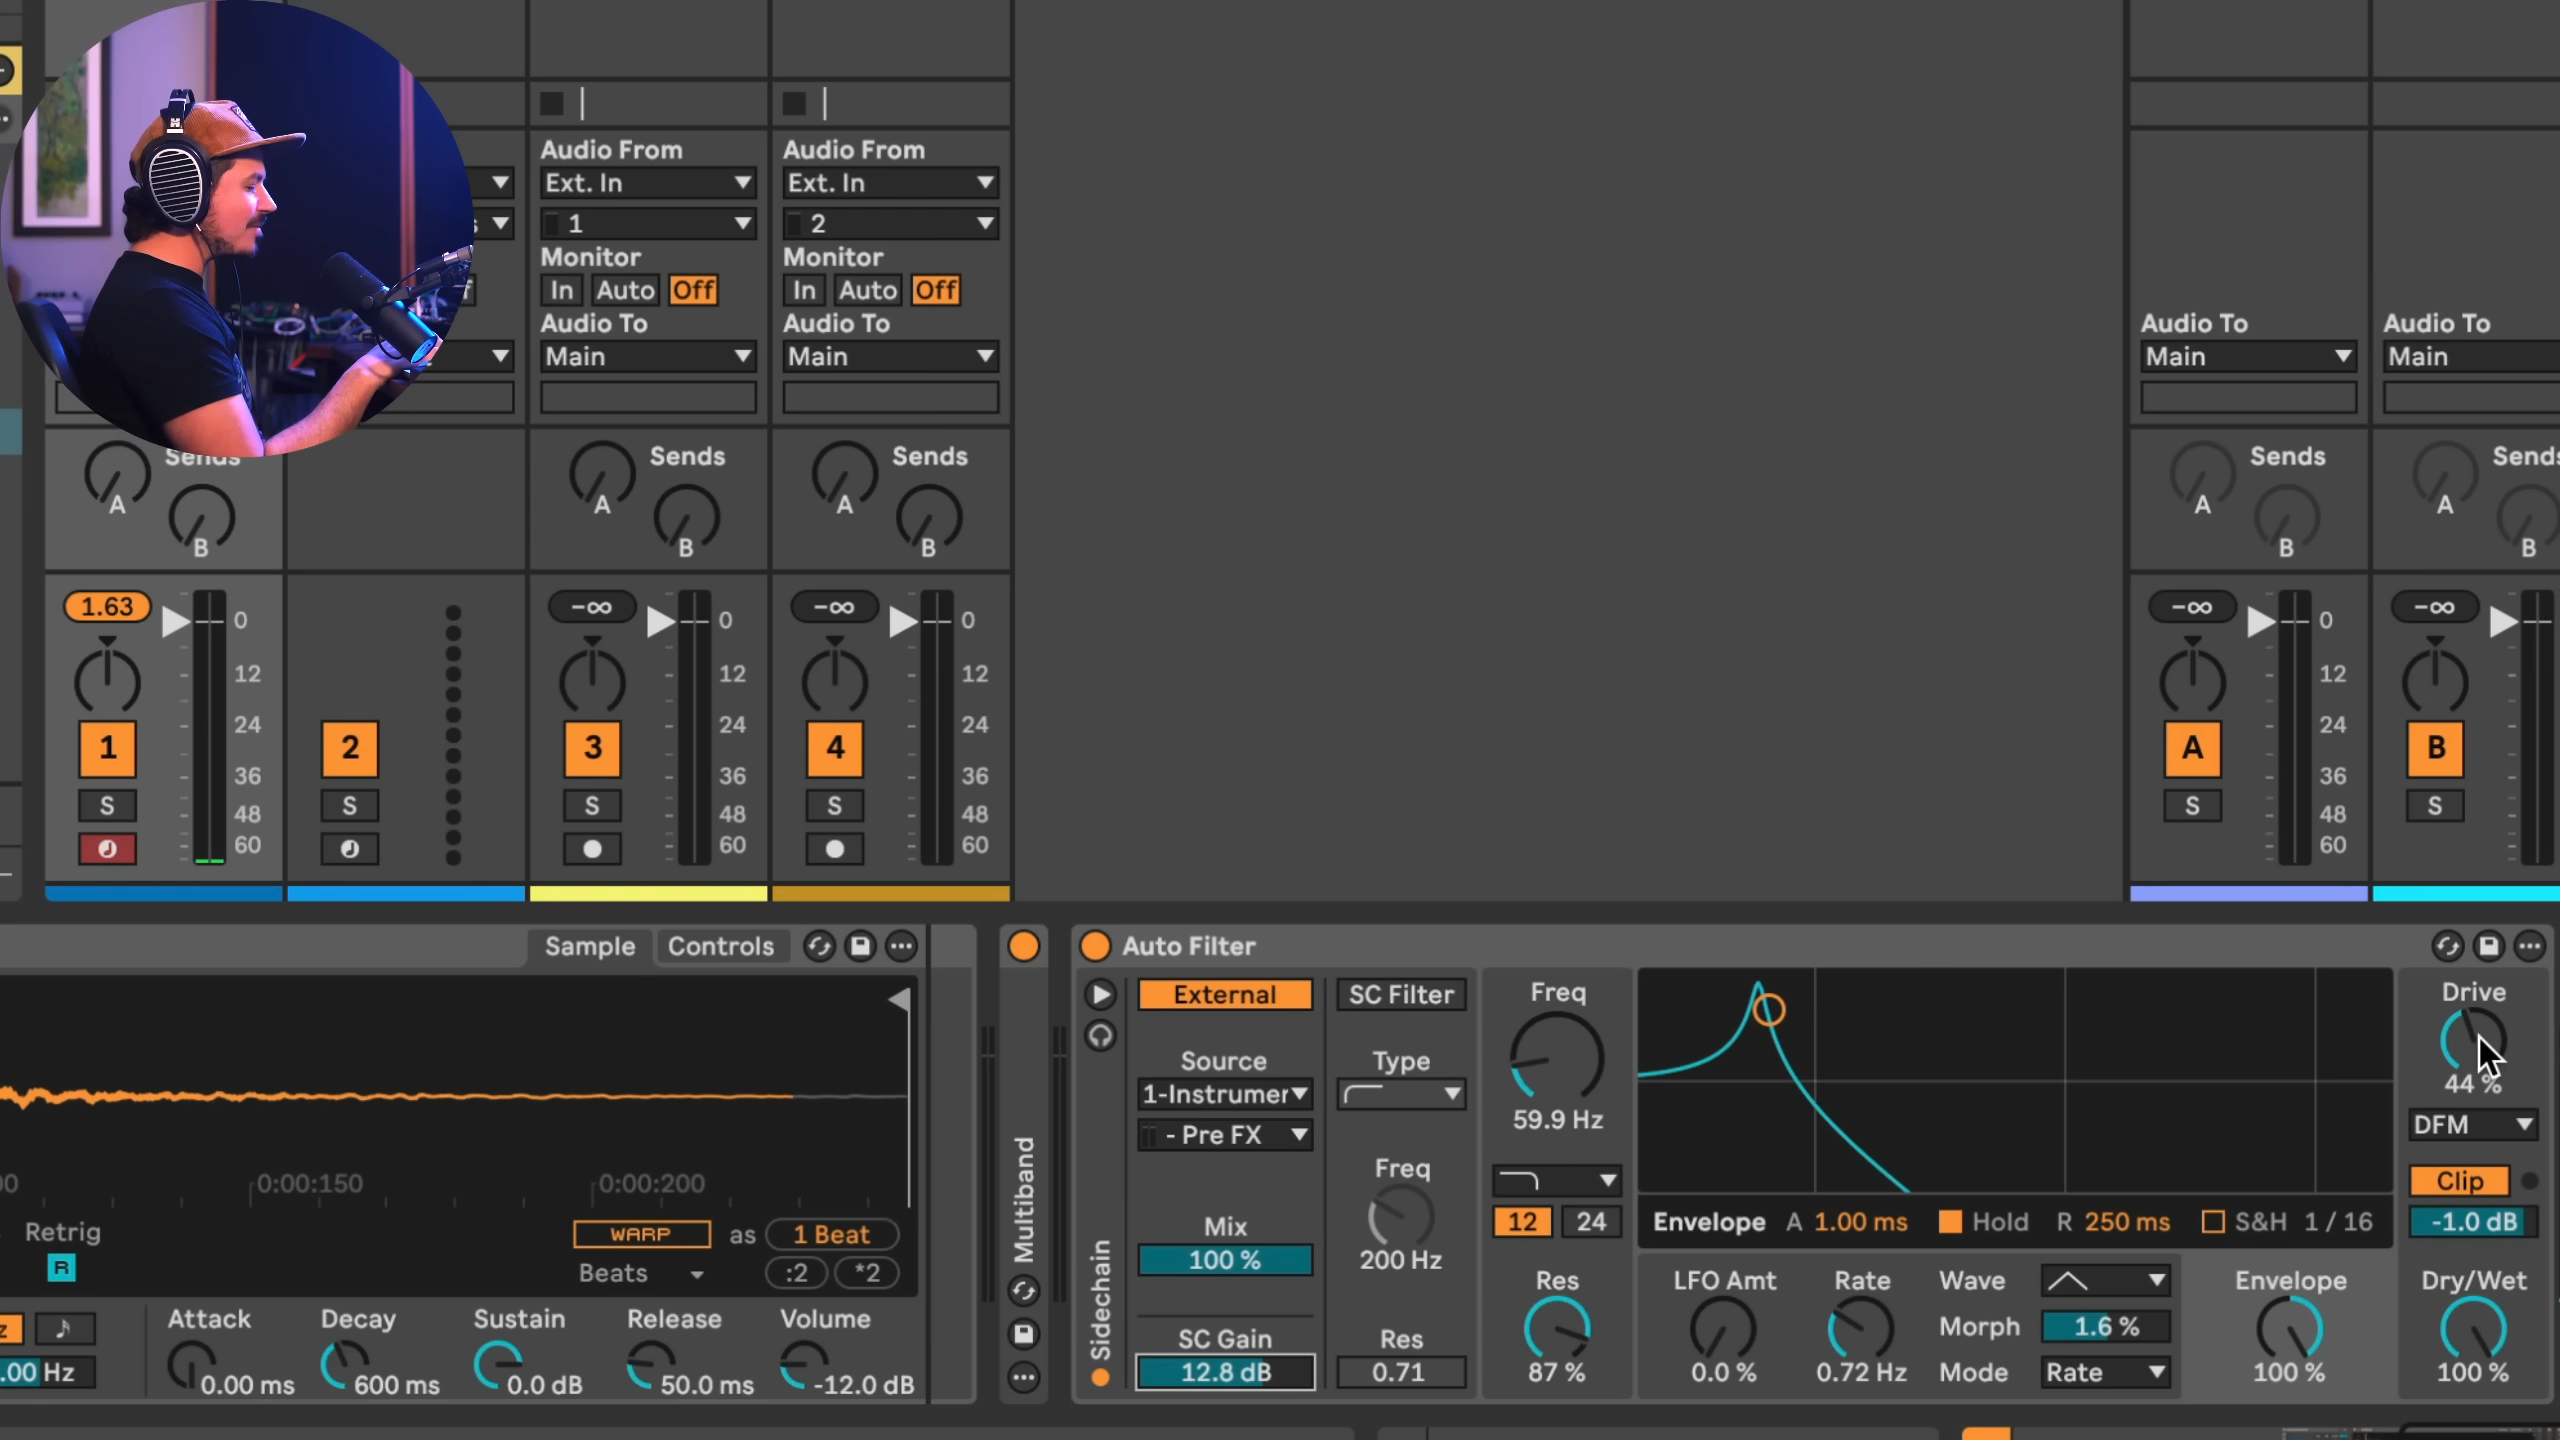 Audio From
Audio From
Ext. In
Ext. In
1
2
Monitor
Monitor
In Auto Off
In Auto Off
Audio To
Audio To
Audio To
Audio To
Main
Main
Main
Main
Sends
Sends
Sends
Sends
A
A
A
A
A
B
B
B
B
B
1.63
-∞
-∞
-∞
-∞
0
12
24
36
48
60
0
12
24
36
48
60
0
12
24
36
48
60
0
12
24
36
48
60
1
2
3
4
A
B
S
S
S
S
S
S
Sample Controls
0:00:150
0:00:200
Retrig
R
WARP as 1 Beat
Beats :2 *2
Attack Decay Sustain Release Volume
.00 Hz
0.00 ms 600 ms 0.0 dB 50.0 ms -12.0 dB
Multiband
Auto Filter
Sidechain
External
SC Filter
Source
1-Instrumer
- Pre FX
Mix
100 %
SC Gain
12.8 dB
Type
Freq
200 Hz
Res
0.71
Freq
59.9 Hz
12 24
Res
87 %
Envelope A 1.00 ms Hold R 250 ms S&H 1 / 16
LFO Amt
0.0 %
Rate
0.72 Hz
Wave
Morph 1.6 %
Mode Rate
Envelope
100 %
Drive
44 %
DFM
Clip
-1.0 dB
Dry/Wet
100 %